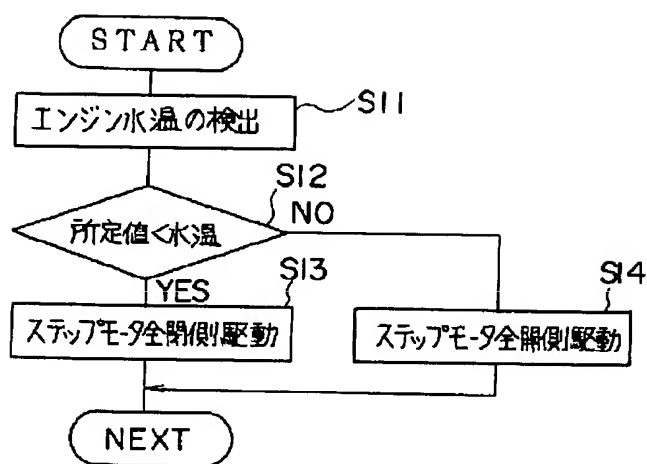 START
エンジン水温の検出
S11
S12
所定値<水温
NO
YES
S13
ステップモータ全閉側駆動
S14
ステップモータ全開側駆動
NEXT